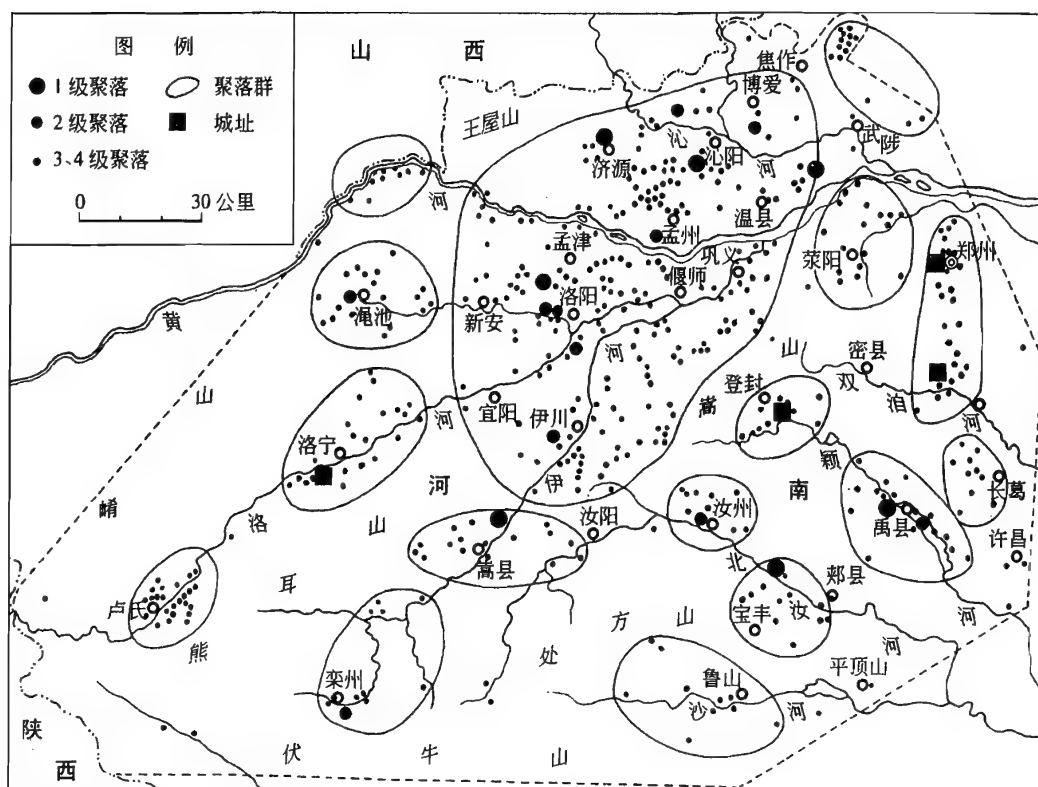 图 例
1级聚落
聚落群
2级聚落
城址
3、4级聚落
0 30公里
山 西
焦作
博爱
王屋山
沁
沁阳
武陟
济源
河
温县
孟州
河
孟津
巩义
荥阳
郑州
偃师
洛阳
渑池
新安
黄
河
山
密县
山
登封
双
嵩
洎
宜阳
伊川
河
河
洛宁
颍
伊
河
南
长葛
崤
洛
山
汝阳
汝州
禹县
许昌
嵩县
北
耳
郏县
卢氏
宝丰
汝
河
方山
熊
处
河
平顶山
栾州
鲁山
沙
河
陕
西
伏 牛 山